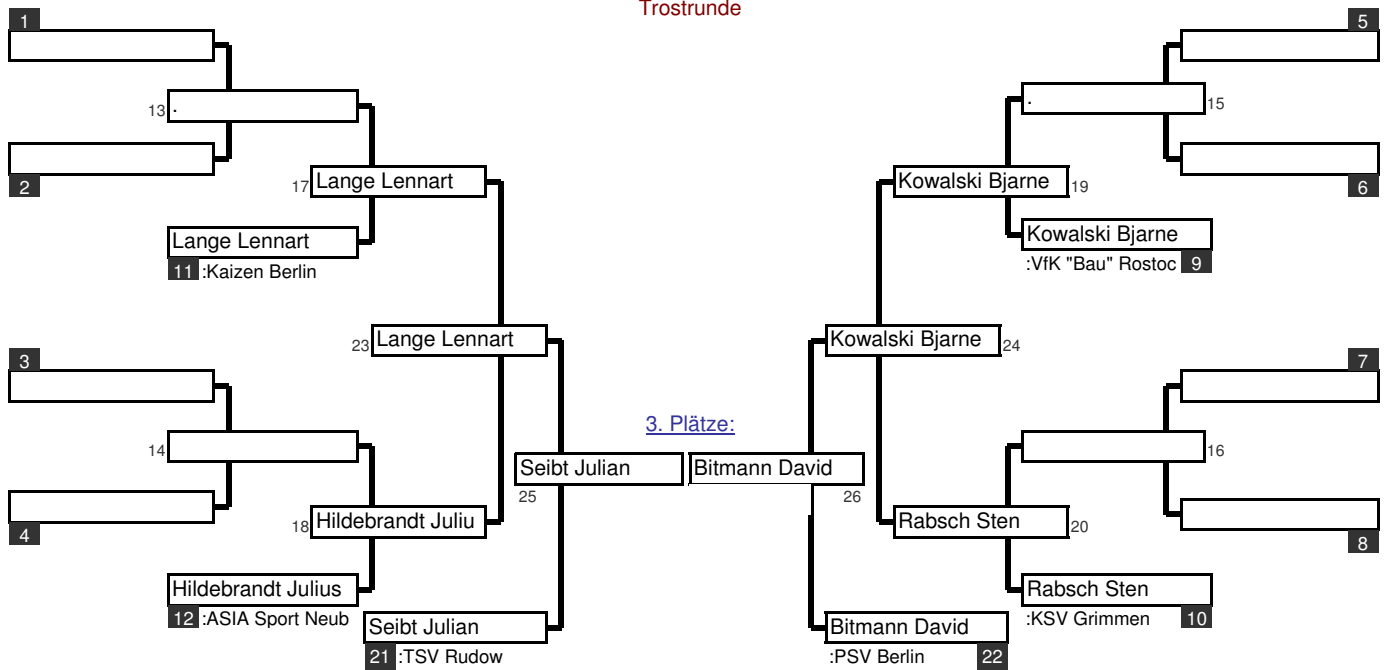 Trostrunde
1
5
13 .
. 15
2
6
17 Lange Lennart
Kowalski Bjarne 19
Lange Lennart
Kowalski Bjarne
11 :Kaizen Berlin
:VfK "Bau" Rostoc 9
23 Lange Lennart
Kowalski Bjarne 24
3
7
3. Plätze:
14
16
Seibt Julian
Bitmann David
25
26
4
8
18 Hildebrandt Juliu
Rabsch Sten 20
Hildebrandt Julius
Rabsch Sten
12 :ASIA Sport Neub
:KSV Grimmen 10
Seibt Julian
Bitmann David
21 :TSV Rudow
:PSV Berlin 22